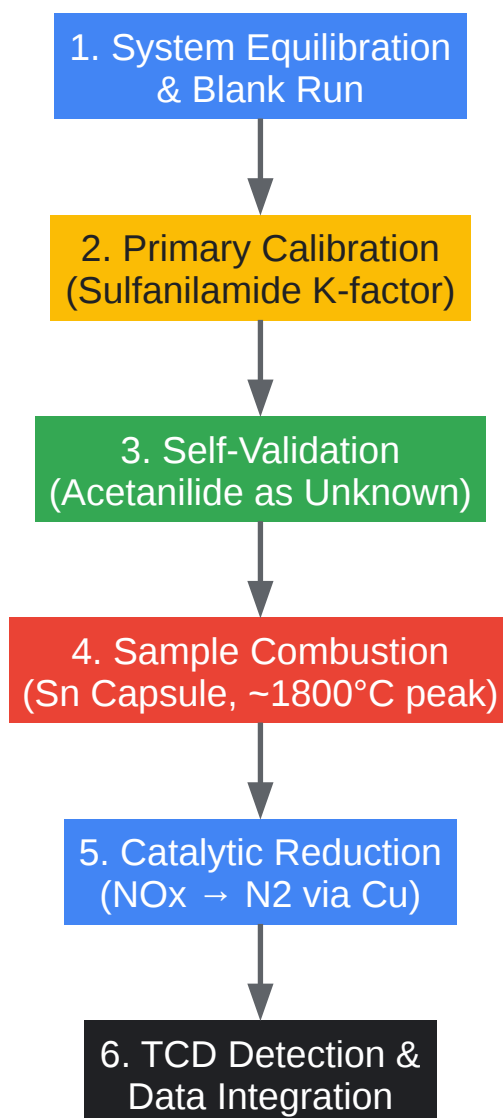 1. System Equilibration
& Blank Run
2. Primary Calibration
(Sulfanilamide K-factor)
3. Self-Validation
(Acetanilide as Unknown)
4. Sample Combustion
(Sn Capsule, ~1800°C peak)
5. Catalytic Reduction
(NOx → N2 via Cu)
6. TCD Detection &
Data Integration